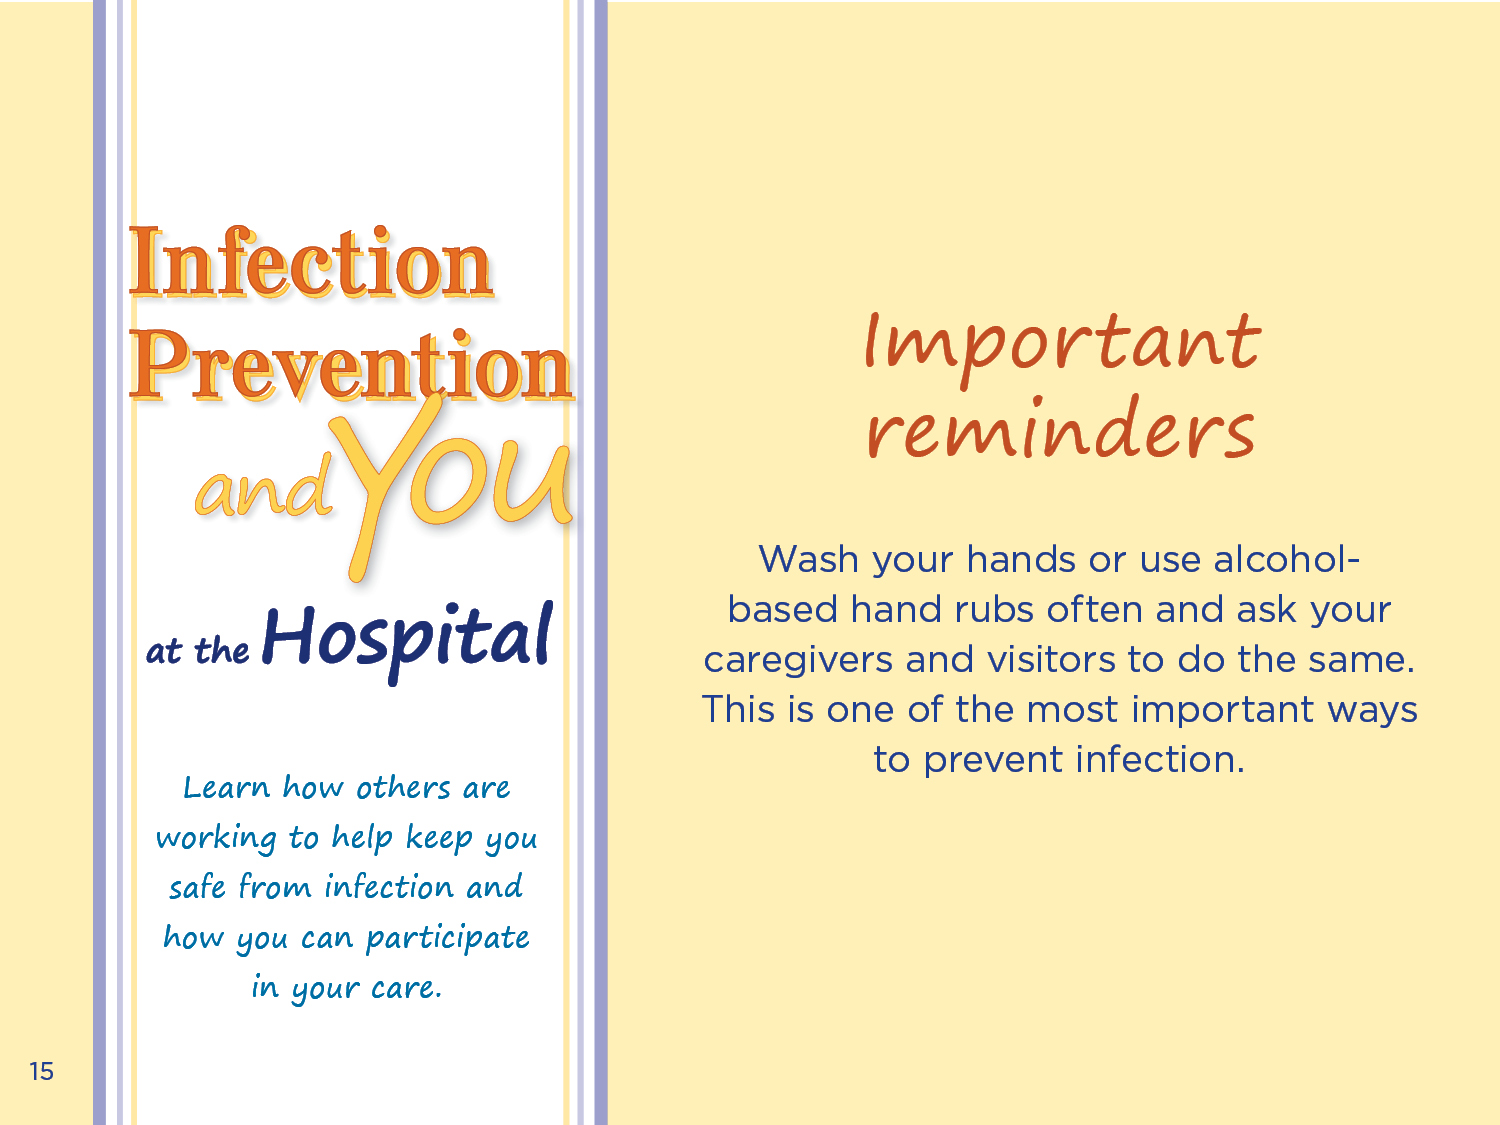 Infection
Prevention
and You
at the Hospital
Learn how others are
working to help keep you
safe from infection and
how you can participate
in your care.
15
Important
reminders
Wash your hands or use alcohol-
based hand rubs often and ask your
caregivers and visitors to do the same.
This is one of the most important ways
to prevent infection.